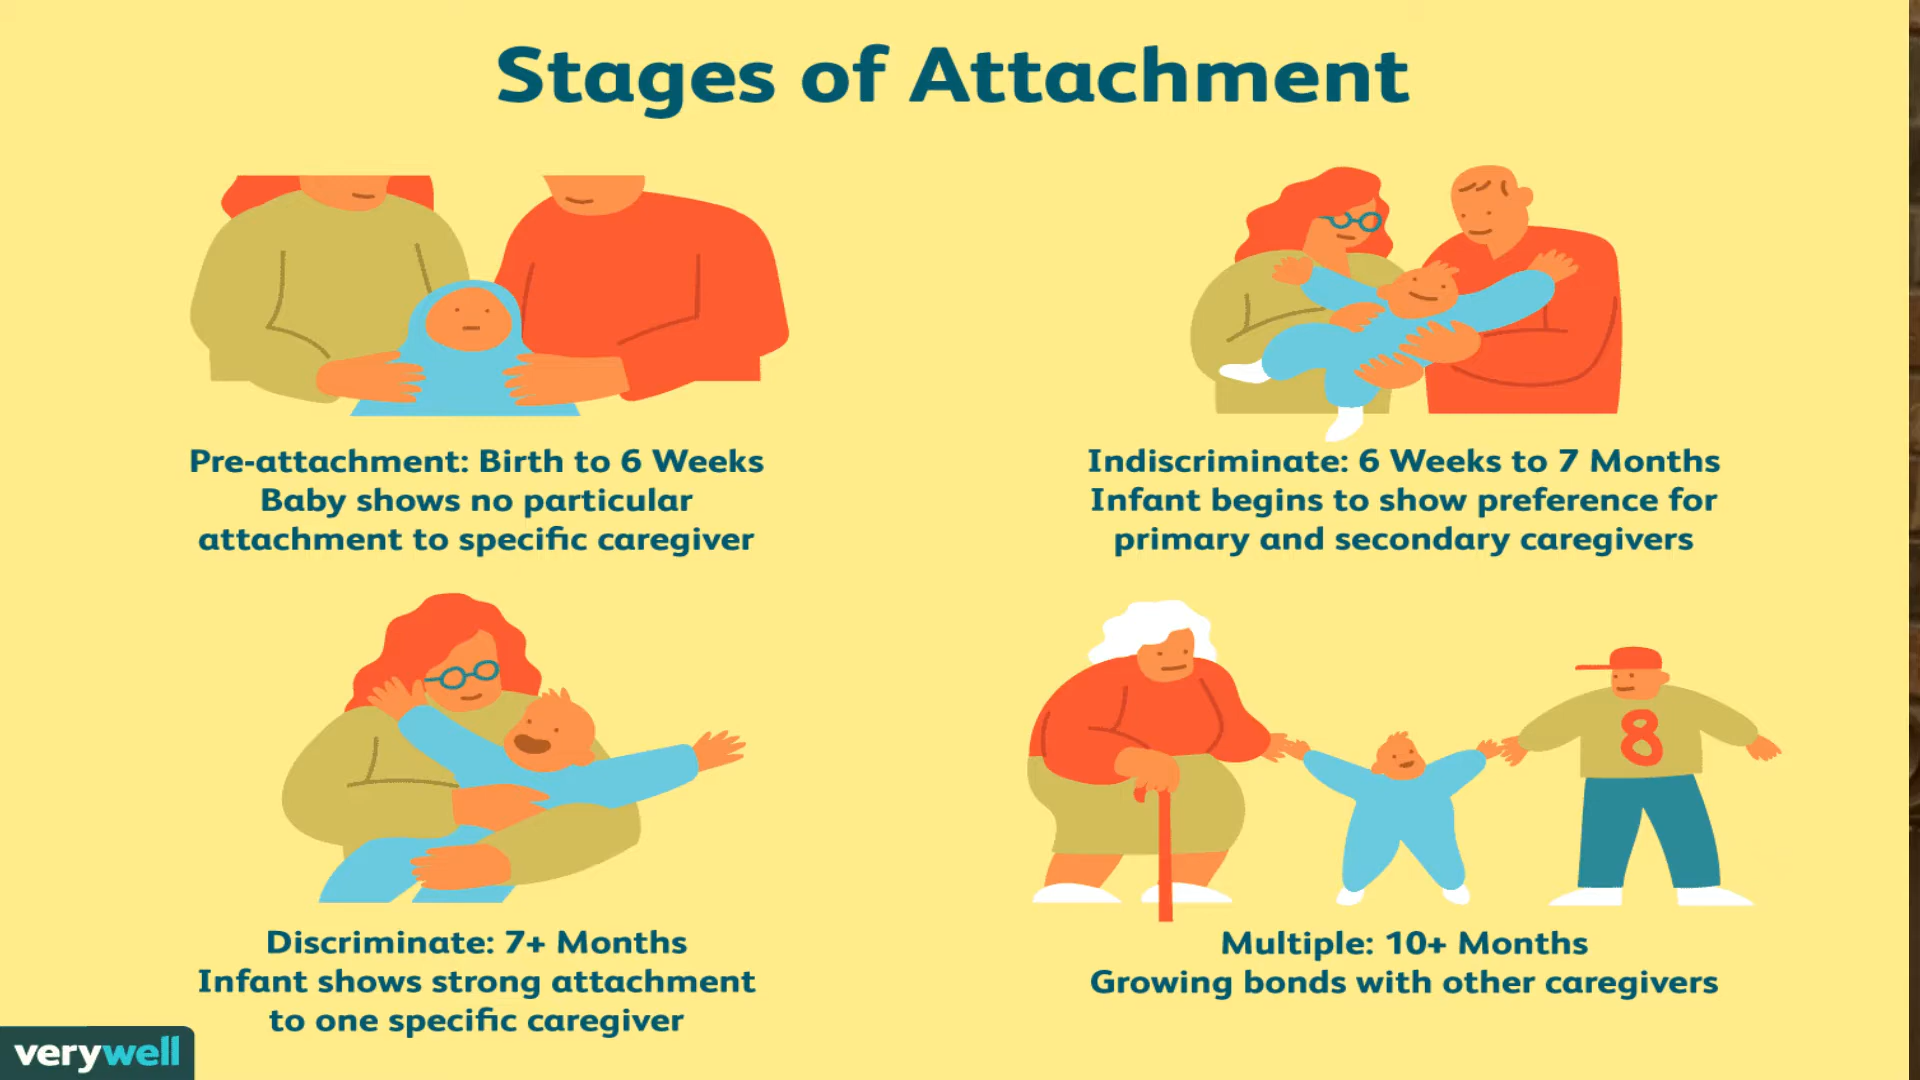 Stages of Attachment
Pre-attachment: Birth to 6 Weeks
Baby shows no particular
attachment to specific caregiver
Indiscriminate: 6 Weeks to 7 Months
Infant begins to show preference for
primary and secondary caregivers
8
Discriminate: 7+ Months
Infant shows strong attachment
to one specific caregiver
Multiple: 10+ Months
Growing bonds with other caregivers
verywell